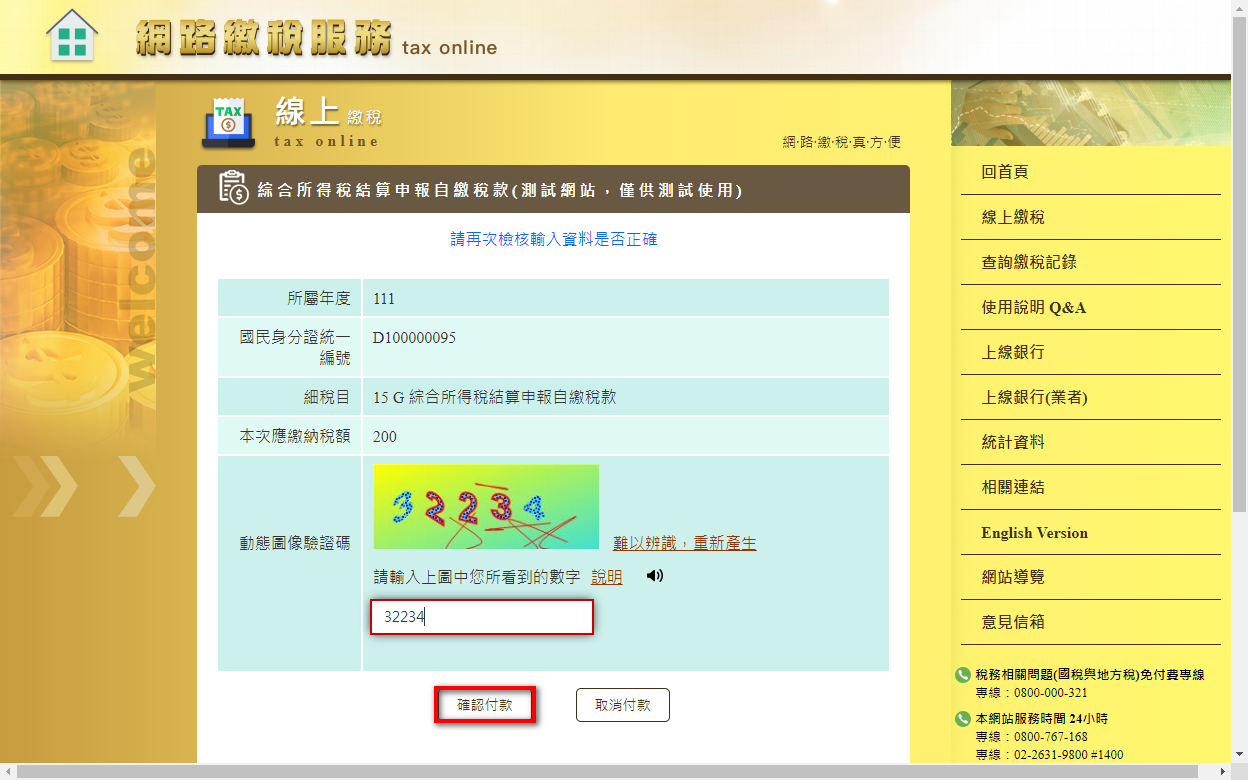 網路繳稅服務 tax online
welcome
線上 繳稅
tax online
網‧路‧繳‧稅‧真‧方‧便
綜合所得稅結算申報自繳稅款(測試網站，僅供測試使用)
請再次檢核輸入資料是否正確
所屬年度 111
國民身分證統一
編號
D100000095
細稅目 15 G 綜合所得稅結算申報自繳稅款
本次應繳納稅額 200
動態圖像驗證碼
32234
難以辨識，重新產生
請輸入上圖中您所看到的數字 說明
32234
確認付款 取消付款
TAX
$
回首頁
線上繳稅
查詢繳稅記錄
使用說明 Q&A
上線銀行
上線銀行(業者)
統計資料
相關連結
English Version
網站導覽
意見信箱
稅務相關問題(國稅與地方稅)免付費專線
專線：0800-000-321
本網站服務時間 24小時
專線：0800-767-168
專線：02-2631-9800 #1400